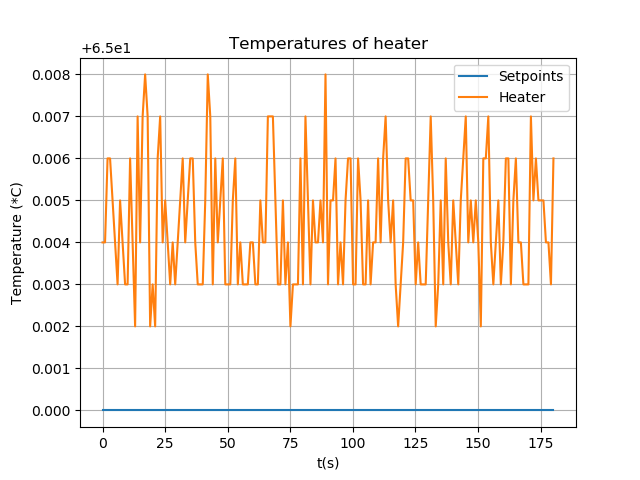 Temperatures of heater
+6.5e1
Setpoints
Heater
0.008
0.007
0.006
0.005
0.004
0.003
0.002
0.001
0.000
Temperature (*C)
0 25 50 75 100 125 150 175
t(s)